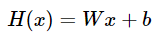 H(x) = Wx + b